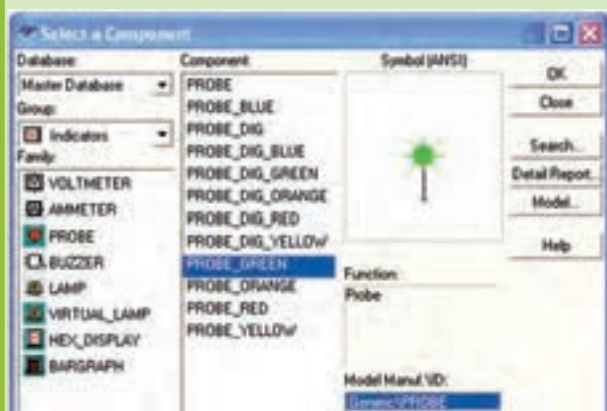 Select a Component
Database:
Master Database
Group:
Indicators
Family:
VOLTMETER
AMMETER
PROBE
BUZZER
LAMP
VIRTUAL_LAMP
HEX_DISPLAY
BARGRAPH
Component:
PROBE
PROBE_BLUE
PROBE_DIG
PROBE_DIG_BLUE
PROBE_DIG_GREEN
PROBE_DIG_ORANGE
PROBE_DIG_RED
PROBE_DIG_YELLOW
PROBE_GREEN
PROBE_ORANGE
PROBE_RED
PROBE_YELLOW
Symbol (ANSI)
Function:
Probe
Model Manuf.\ID:
Generic\PROBE
OK
Close
Search...
Detail Report...
Model...
Help